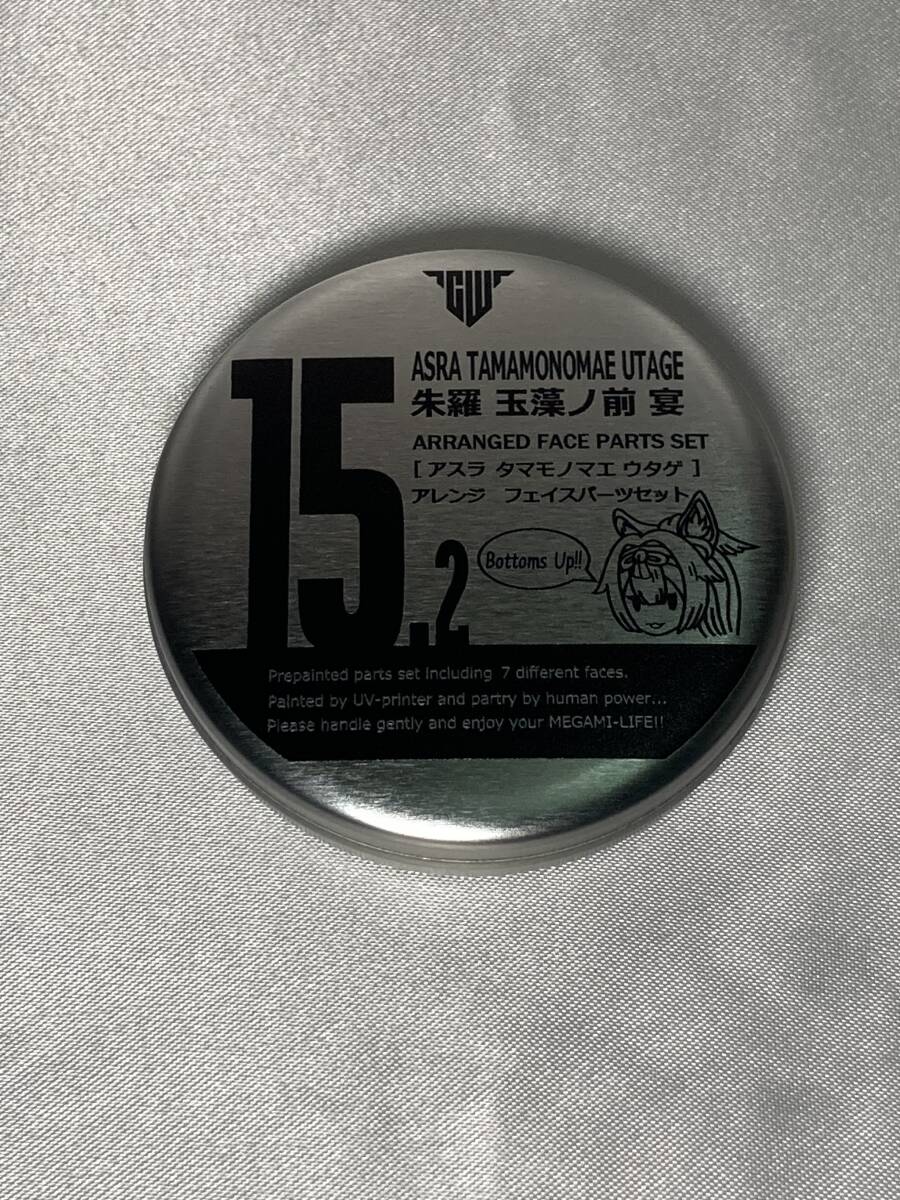 GW
15.2
ASRA TAMAMONOMAE UTAGE
朱羅 玉藻ノ前 宴
ARRANGED FACE PARTS SET
[ アスラ タマモノマエ ウタゲ ]
アレンジ フェイスパーツセット
Bottoms Up!!
Prepainted parts set including 7 different faces.
Painted by UV-printer and partry by human power...
Please handle gently and enjoy your MEGAMI-LIFE!!